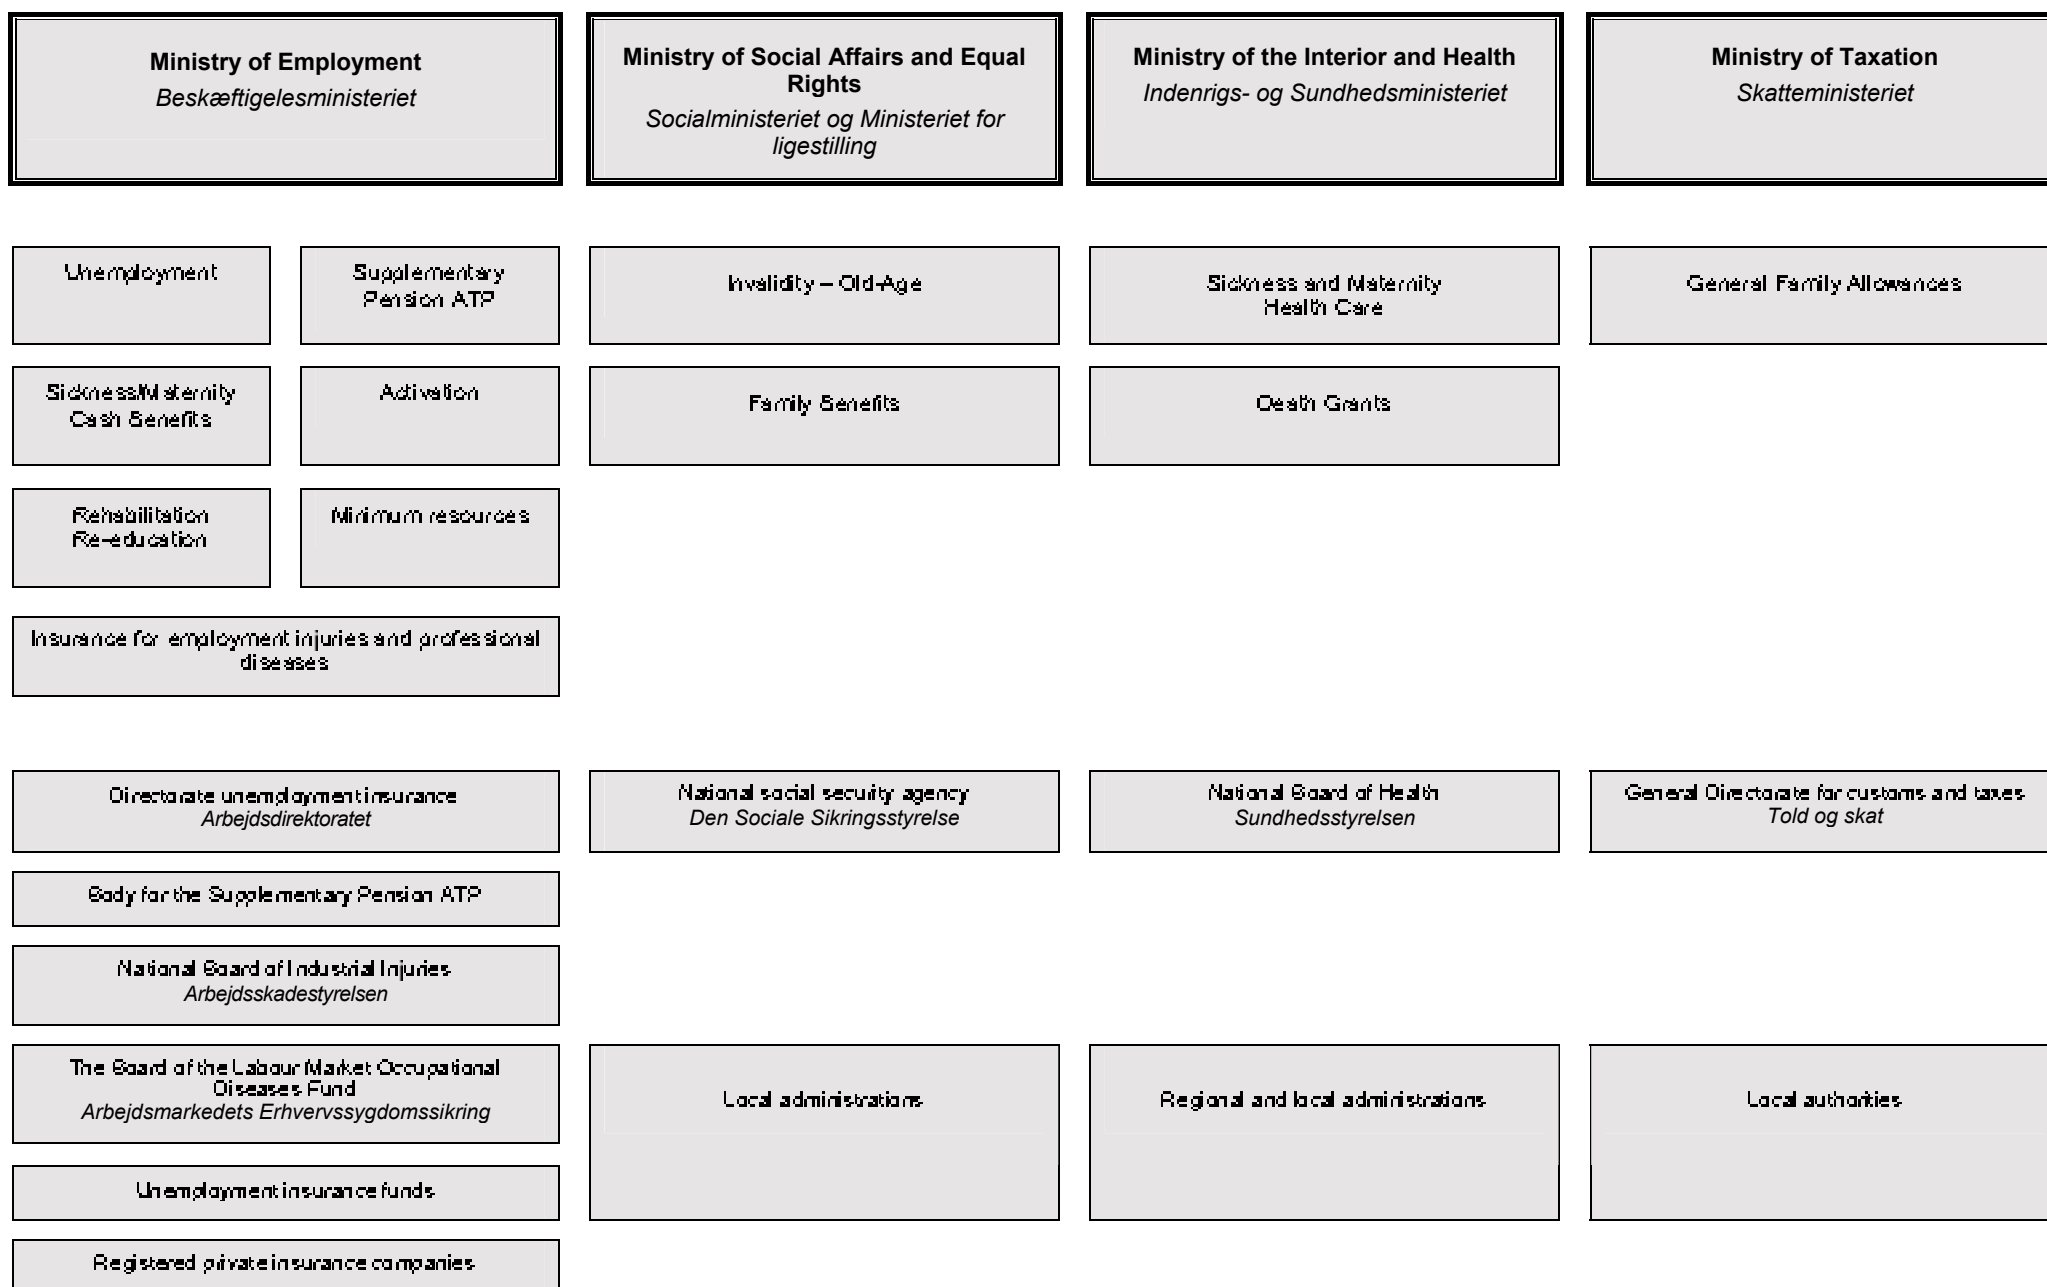 Ministry of Employment
Beskæftigelesministeriet
Ministry of Social Affairs and Equal
Rights
Socialministeriet og Ministeriet for
ligestilling
Ministry of the Interior and Health
Indenrigs- og Sundhedsministeriet
Ministry of Taxation
Skatteministeriet
Unemployment
Supplementary
Pension ATP
Invalidity – Old-Age
Sickness and Maternity
Health Care
General Family Allowances
Sickness/Maternity
Cash Benefits
Activation
Family Benefits
Death Grants
Rehabilitation
Re-education
Minimum resources
Insurance for employment injuries and professional
diseases
Directorate unemployment insurance
Arbejdsdirektoratet
National social security agency
Den Sociale Sikringsstyrelse
National Board of Health
Sundhedsstyrelsen
General Directorate for customs and taxes
Told og skat
Body for the Supplementary Pension ATP
National Board of Industrial Injuries
Arbejdsskadestyrelsen
The Board of the Labour Market Occupational
Diseases Fund
Arbejdsmarkedets Erhvervssygdomssikring
Local administrations
Regional and local administrations
Local authorities
Unemployment insurance funds
Registered private insurance companies